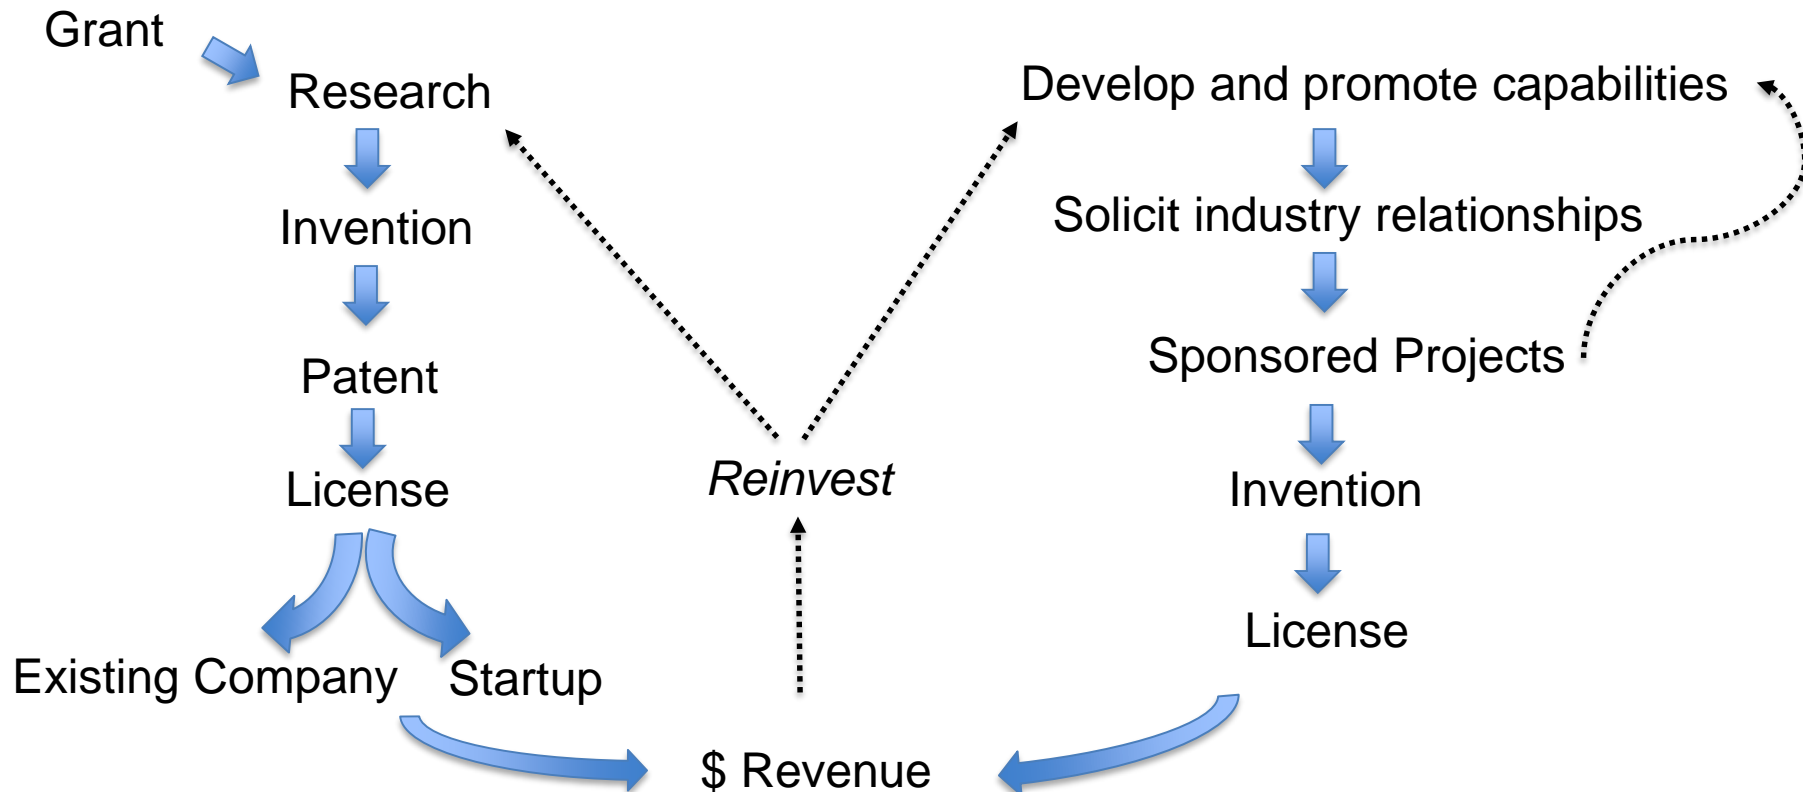 Grant
Research
Invention
Patent
License
Existing Company
Startup
Reinvest
$ Revenue
Develop and promote capabilities
Solicit industry relationships
Sponsored Projects
Invention
License